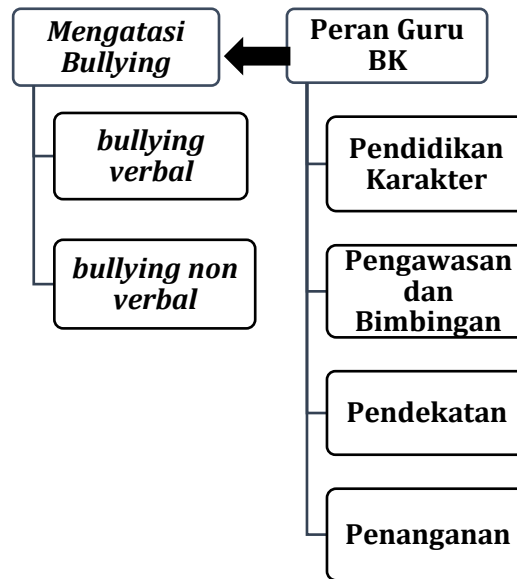 Mengatasi
Bullying
Peran Guru
BK
bullying
verbal
bullying non
verbal
Pendidikan
Karakter
Pengawasan
dan
Bimbingan
Pendekatan
Penanganan